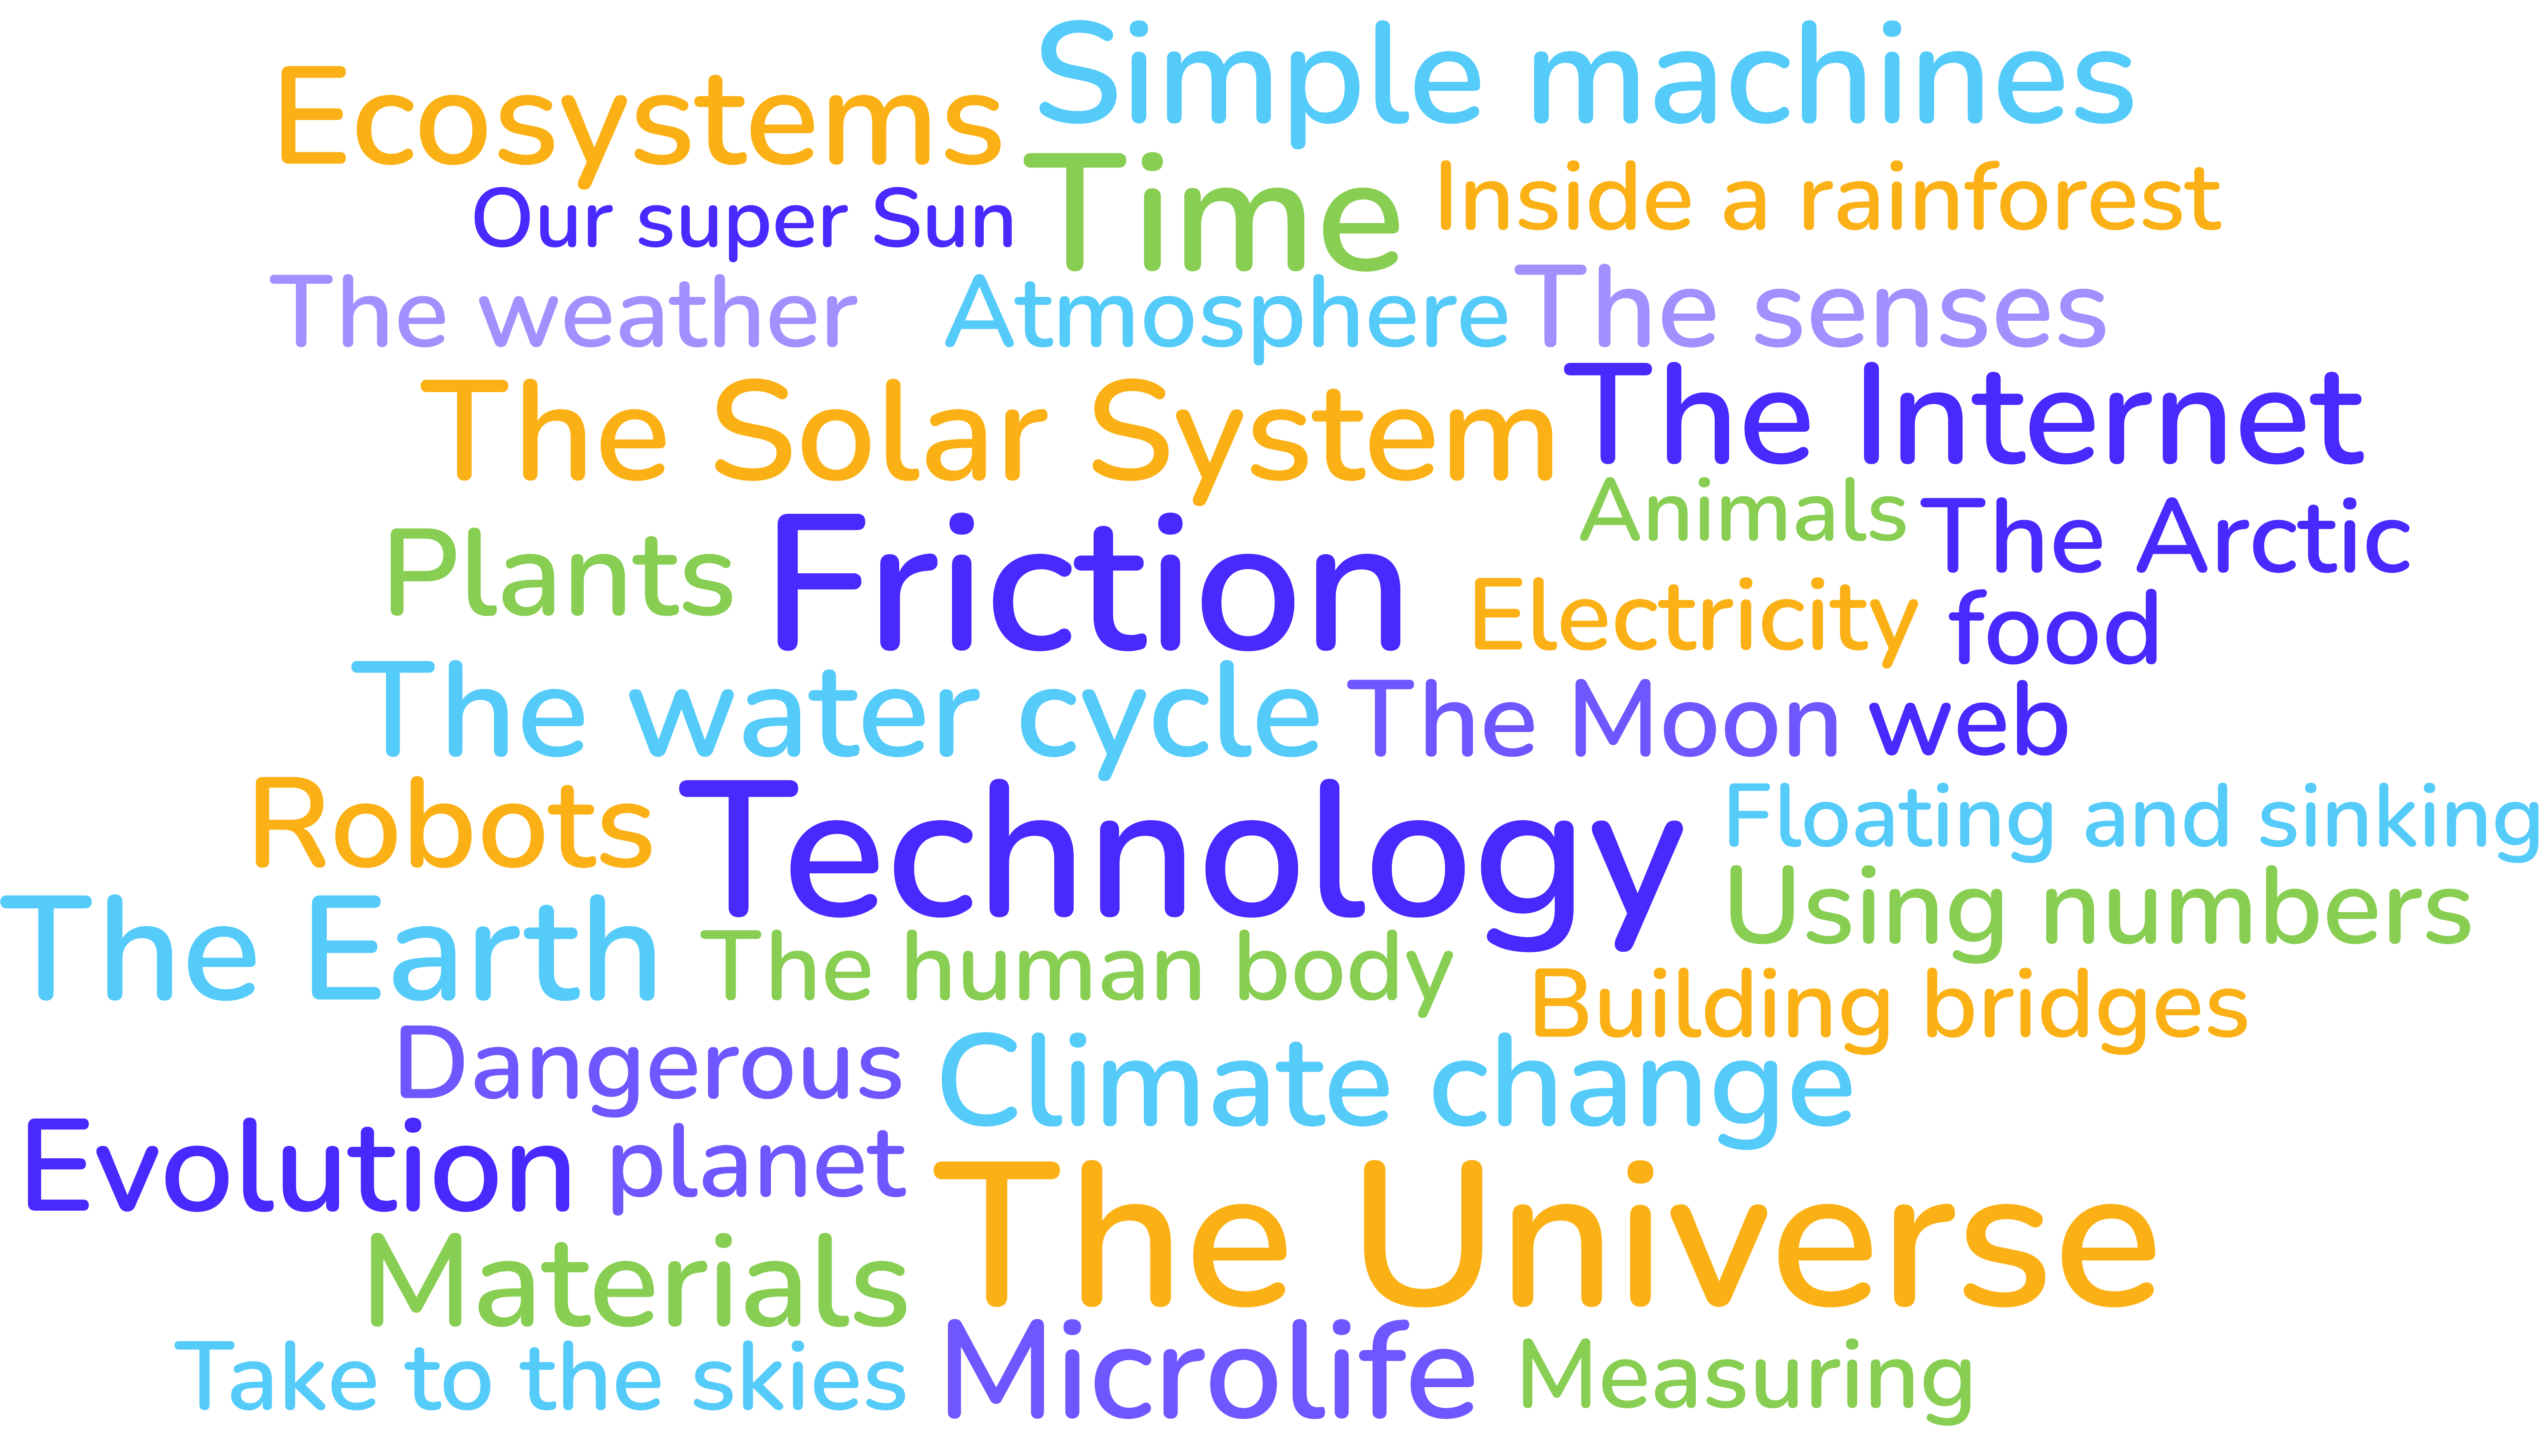 Simple machines
Ecosystems
Time
Inside a rainforest
Our super Sun
The weather
Atmosphere
The senses
The Solar System
The Internet
Animals
The Arctic
Plants
Friction
Electricity
food
web
The water cycle
The Moon
Robots
Technology
Floating and sinking
Using numbers
The Earth
The human body
Building bridges
Dangerous
planet
Climate change
Evolution
The Universe
Materials
Take to the skies
Microlife
Measuring